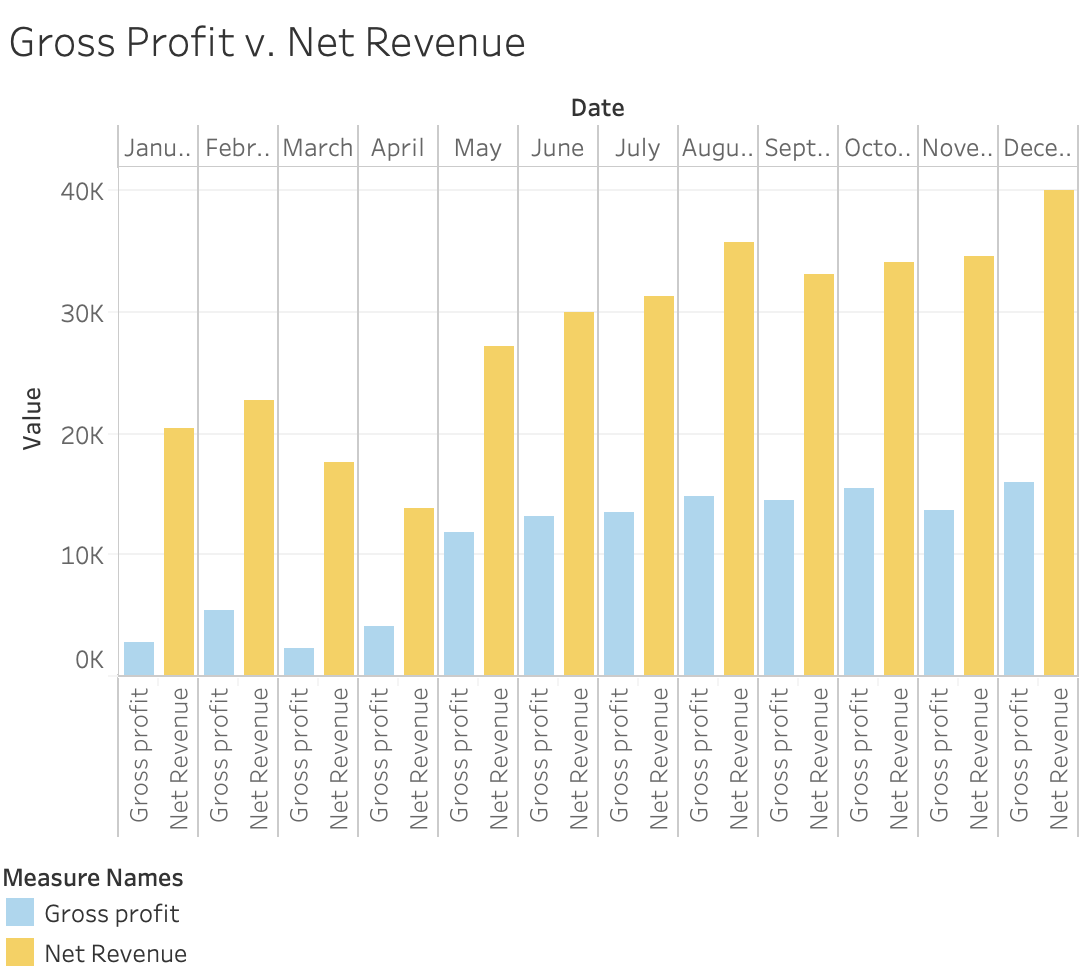 Gross Profit v. Net Revenue
Date
Janu.. Febr.. March April May June July Augu.. Sept.. Octo.. Nove.. Dece..
40K
30K
20K
10K
0K
Value
Gross profit
Net Revenue
Gross profit
Net Revenue
Gross profit
Net Revenue
Gross profit
Net Revenue
Gross profit
Net Revenue
Gross profit
Net Revenue
Gross profit
Net Revenue
Gross profit
Net Revenue
Gross profit
Net Revenue
Gross profit
Net Revenue
Gross profit
Net Revenue
Gross profit
Net Revenue
Measure Names
Gross profit
Net Revenue